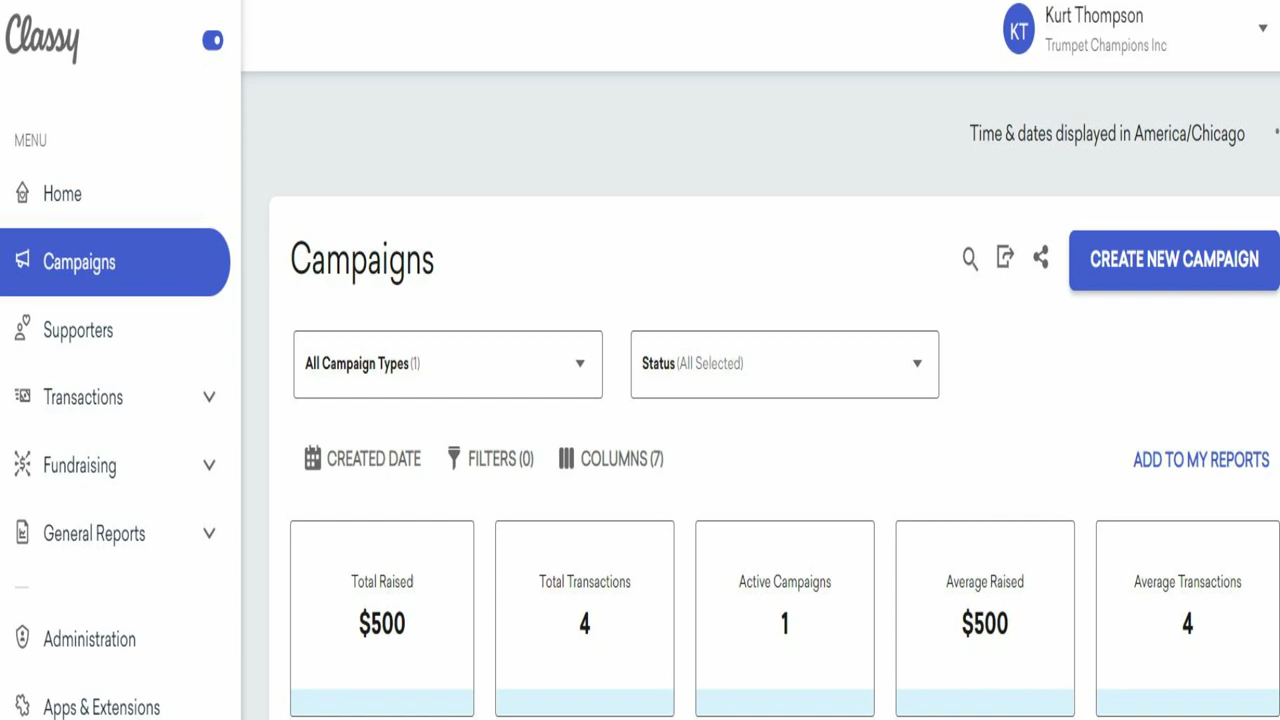 Classy
KT
Kurt Thompson
Trumpet Champions Inc
MENU
Home
Campaigns
Supporters
Transactions
Fundraising
General Reports
Administration
Apps & Extensions
Time & dates displayed in America/Chicago
Campaigns
CREATE NEW CAMPAIGN
All Campaign Types (1)
Status (All Selected)
CREATED DATE FILTERS (0) COLUMNS (7)
ADD TO MY REPORTS
Total Raised
$500
Total Transactions
4
Active Campaigns
1
Average Raised
$500
Average Transactions
4